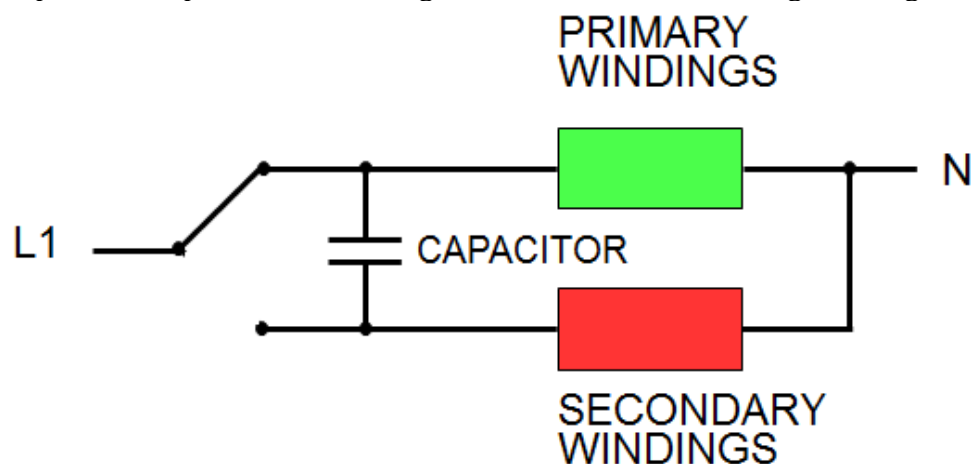 PRIMARY
WINDINGS
N
L1
CAPACITOR
SECONDARY
WINDINGS